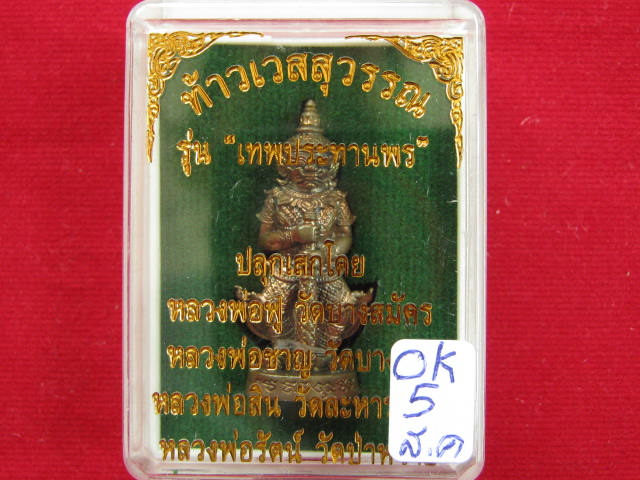 ท้าวเวสสุวรรณ
รุ่น "เทพประทานพร"
ปลุกเสกโดย
หลวงพ่อฟู วัดบางสมัคร
หลวงพ่อชาญ วัดบาง
หลวงพ่อสิน วัดละหาร
หลวงพ่อรัตน์ วัดป่าห
OK
5
ส.ค